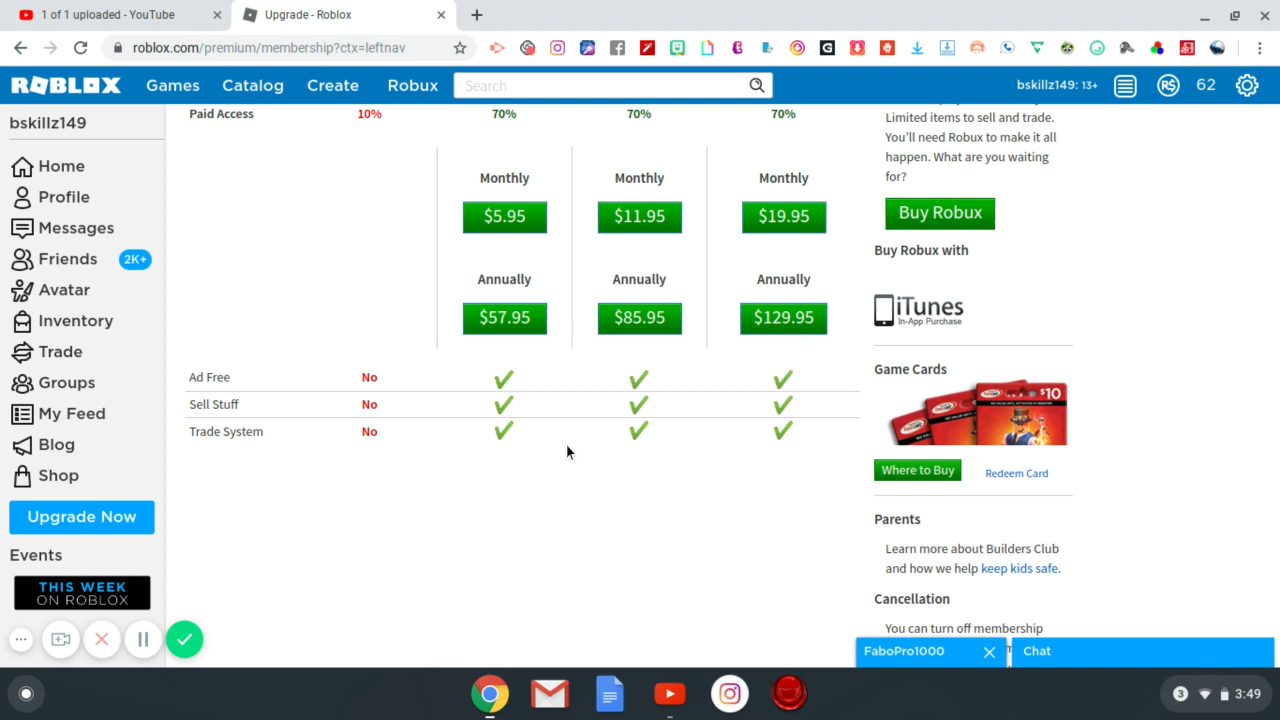 1 of 1 uploaded - YouTube
Upgrade - Roblox
roblox.com/premium/membership?ctx=leftnav
ROBLOX
Games
Catalog
Create
Robux
Search
bskillz149: 13+
62
bskillz149
Home
Profile
Messages
Friends
2K+
Avatar
Inventory
Trade
Groups
My Feed
Blog
Shop
Upgrade Now
Events
THIS WEEK
ON ROBLOX
Paid Access 10% 70% 70% 70%
Monthly Monthly Monthly
$5.95 $11.95 $19.95
Annually Annually Annually
$57.95 $85.95 $129.95
Ad Free No
Sell Stuff No
Trade System No
Limited items to sell and trade.
You'll need Robux to make it all
happen. What are you waiting
for?
Buy Robux
Buy Robux with
iTunes
In-App Purchase
Game Cards
$10
Where to Buy
Redeem Card
Parents
Learn more about Builders Club
and how we help keep kids safe.
Cancellation
You can turn off membership
FaboPro1000
Chat
3
3:49